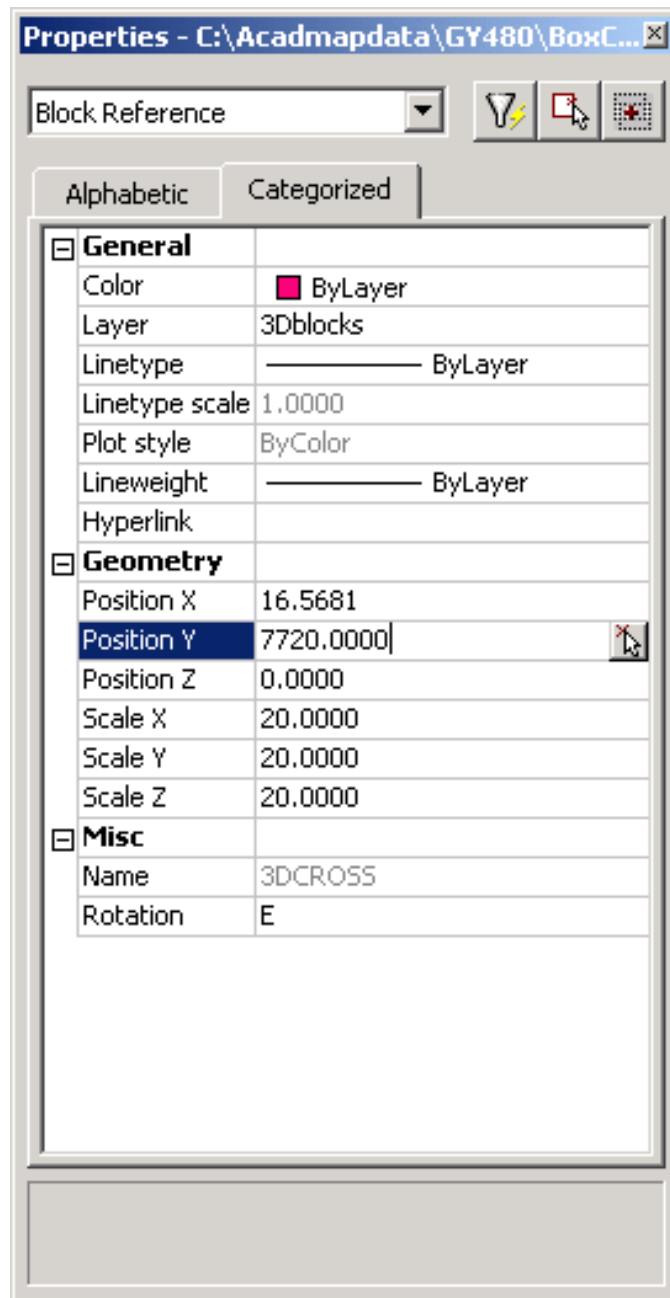 Properties - C:\Acadmapdata\GY480\BoxC...
Block Reference
Alphabetic Categorized
General
Color ByLayer
Layer 3Dblocks
Linetype ByLayer
Linetype scale 1.0000
Plot style ByColor
Lineweight ByLayer
Hyperlink
Geometry
Position X 16.5681
Position Y 7720.0000
Position Z 0.0000
Scale X 20.0000
Scale Y 20.0000
Scale Z 20.0000
Misc
Name 3DCROSS
Rotation E